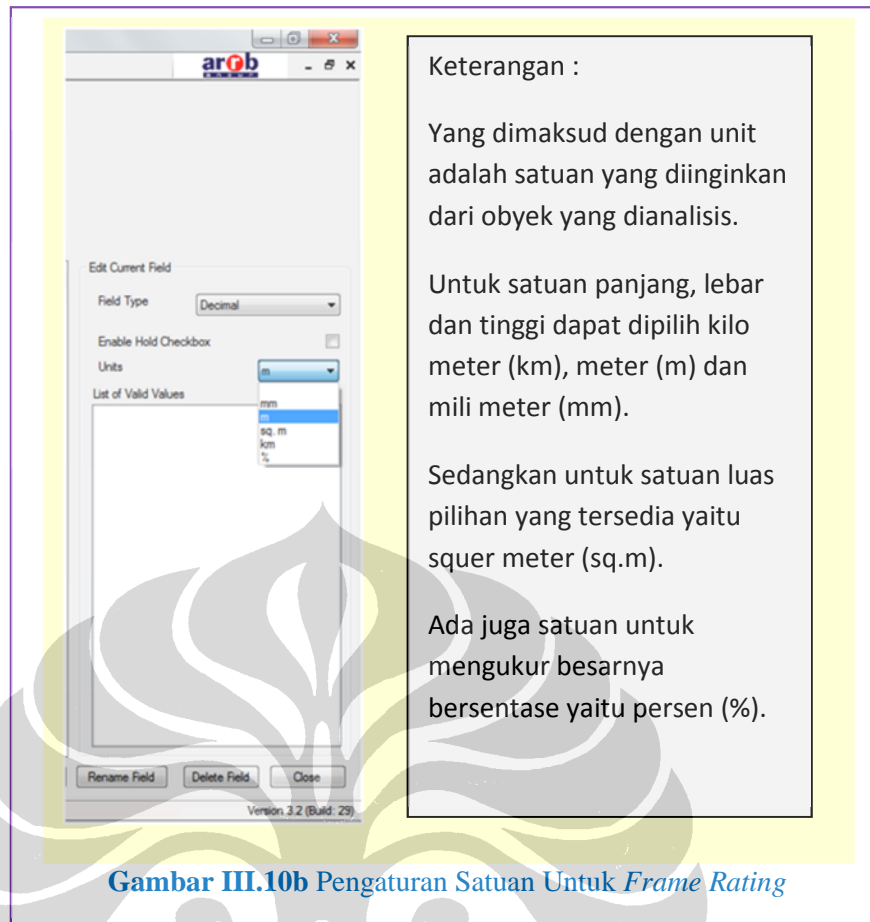 arrb
GROUP
Edit Current Field
Field Type
Decimal
Enable Hold Checkbox
Units
m
List of Valid Values
mm
m
sq. m
km
%
Rename Field
Delete Field
Close
Version 3.2 (Build: 29)
Keterangan :
Yang dimaksud dengan unit
adalah satuan yang diinginkan
dari obyek yang dianalisis.
Untuk satuan panjang, lebar
dan tinggi dapat dipilih kilo
meter (km), meter (m) dan
mili meter (mm).
Sedangkan untuk satuan luas
pilihan yang tersedia yaitu
squer meter (sq.m).
Ada juga satuan untuk
mengukur besarnya
bersentase yaitu persen (%).
Gambar III.10b Pengaturan Satuan Untuk Frame Rating